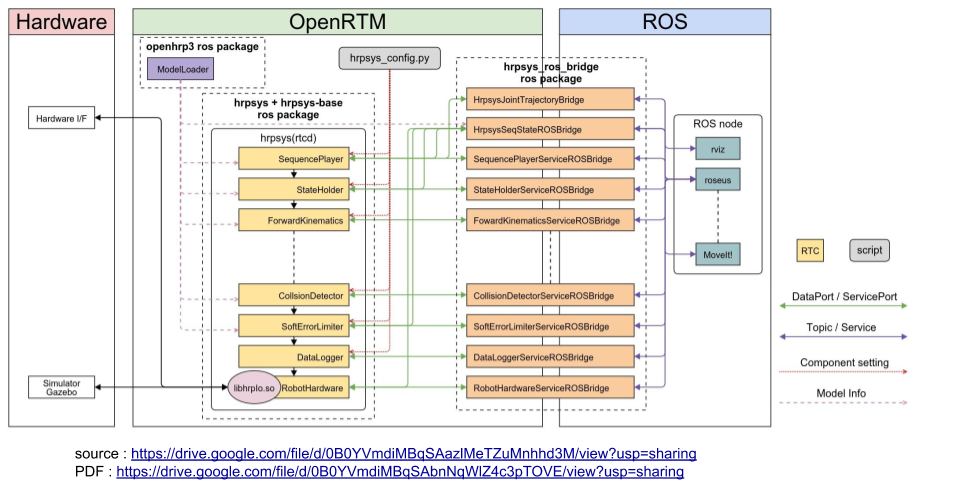 Hardware
OpenRTM
ROS
openhrp3 ros package
ModelLoader
hrpsys_config.py
hrpsys_ros_bridge
ros package
hrpsys + hrpsys-base
ros package
hrpsys(rtcd)
Hardware I/F
SequencePlayer
StateHolder
ForwardKinematics
CollisionDetector
SoftErrorLimiter
DataLogger
libhrpIo.so
RobotHardware
Simulator
Gazebo
HrpsysJointTrajectoryBridge
HrpsysSeqStateROSBridge
SequencePlayerServiceROSBridge
StateHolderServiceROSBridge
FowardKinematicsServiceROSBridge
CollisionDetectorServiceROSBridge
SoftErrorLimiterServiceROSBridge
DataLoggerServiceROSBridge
RobotHardwareServiceROSBridge
ROS node
rviz
roseus
MoveIt!
RTC
script
DataPort / ServicePort
Topic / Service
Component setting
Model Info
source : https://drive.google.com/file/d/0B0YVmdiMBqSAazlMeTZuMnhhd3M/view?usp=sharing
PDF : https://drive.google.com/file/d/0B0YVmdiMBqSAbnNqWlZ4c3pTOVE/view?usp=sharing